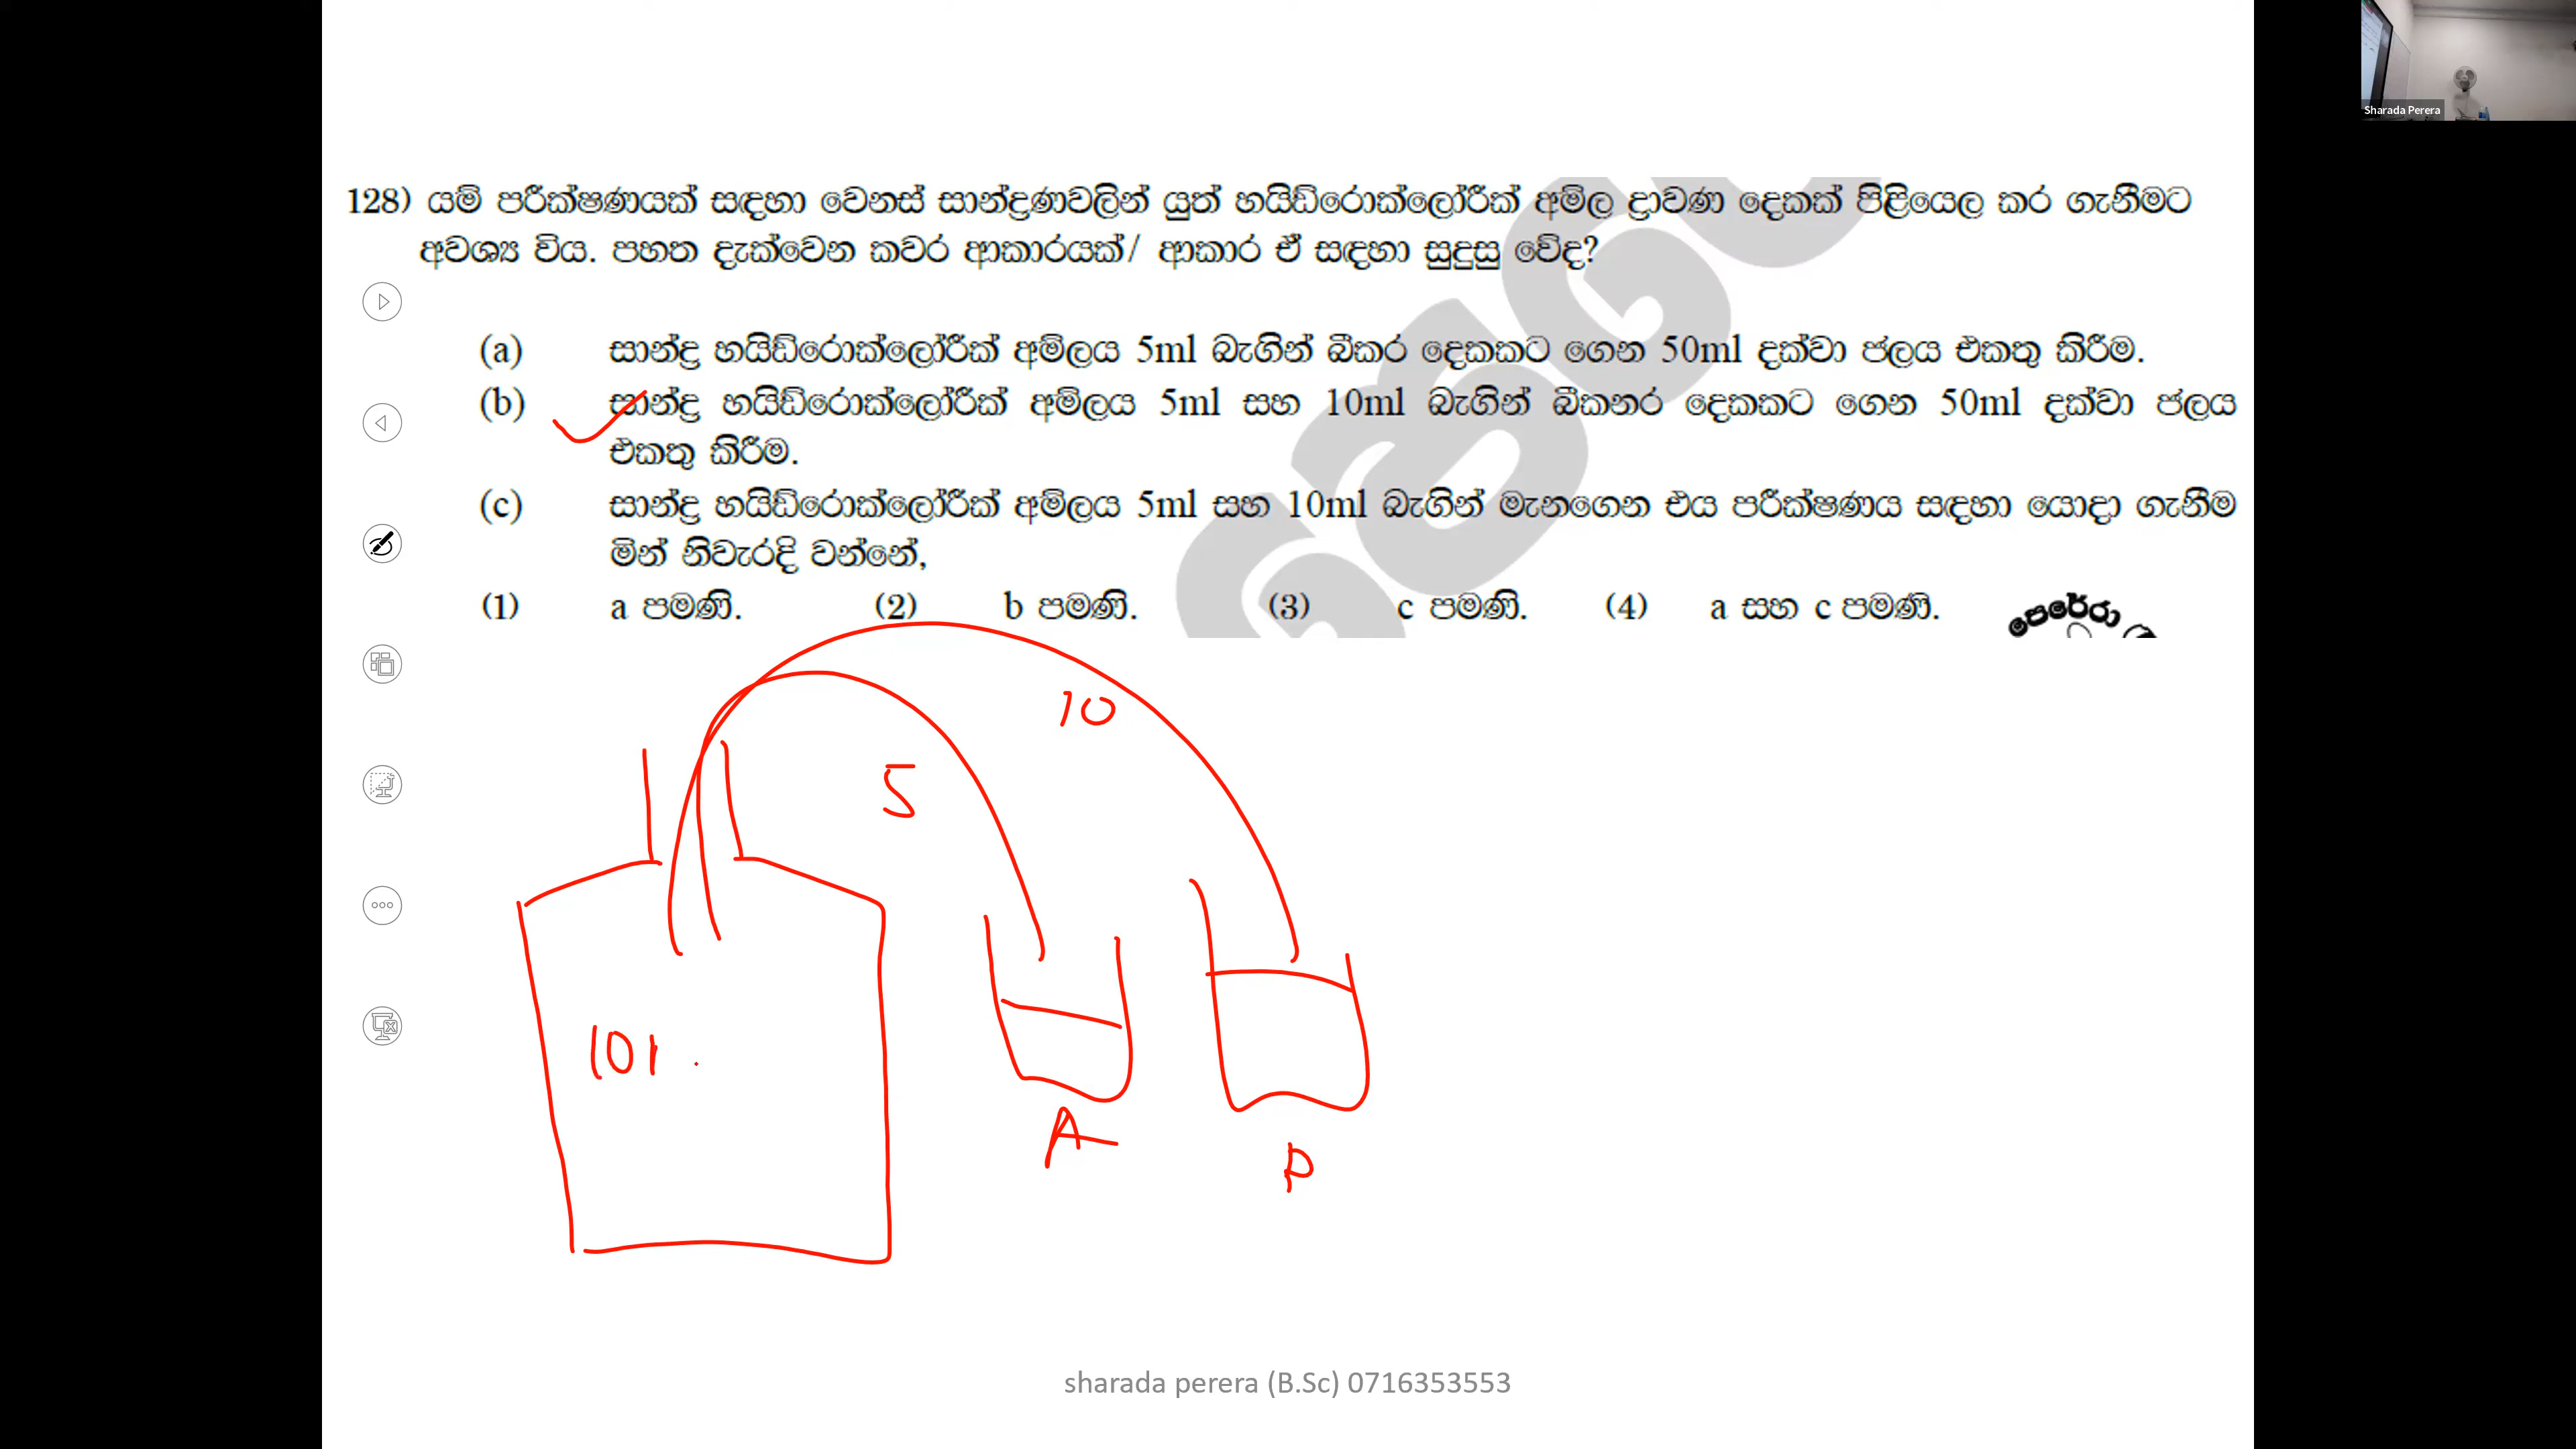 Sharada Perera
128) යම් පරීක්ෂණයක් සඳහා වෙනස් සාන්ද්‍රණවලින් යුත් හයිඩ්රොක්ලෝරික් අම්ල ද්‍රාවණ දෙකක් පිළියෙල කර ගැනීමට
අවශ්‍ය විය. පහත දැක්වෙන කවර ආකාරයක්/ ආකාර ඒ සඳහා සුදුසු වේද?
(a) සාන්ද්‍ර හයිඩ්රොක්ලෝරික් අම්ලය 5ml බැගින් බීකර දෙකකට ගෙන 50ml දක්වා ජලය එකතු කිරීම.
(b) සාන්ද්‍ර හයිඩ්රොක්ලෝරික් අම්ලය 5ml සහ 10ml බැගින් බීකනර දෙකකට ගෙන 50ml දක්වා ජලය
එකතු කිරීම.
(c) සාන්ද්‍ර හයිඩ්රොක්ලෝරික් අම්ලය 5ml සහ 10ml බැගින් මැනගෙන එය පරීක්ෂණය සඳහා යොදා ගැනීම
මින් නිවැරදි වන්නේ,
(1) a පමණි. (2) b පමණි. (3) c පමණි. (4) a සහ c පමණි.
පෙරේරා
10
5
101.
A
P
sharada perera (B.Sc) 0716353553